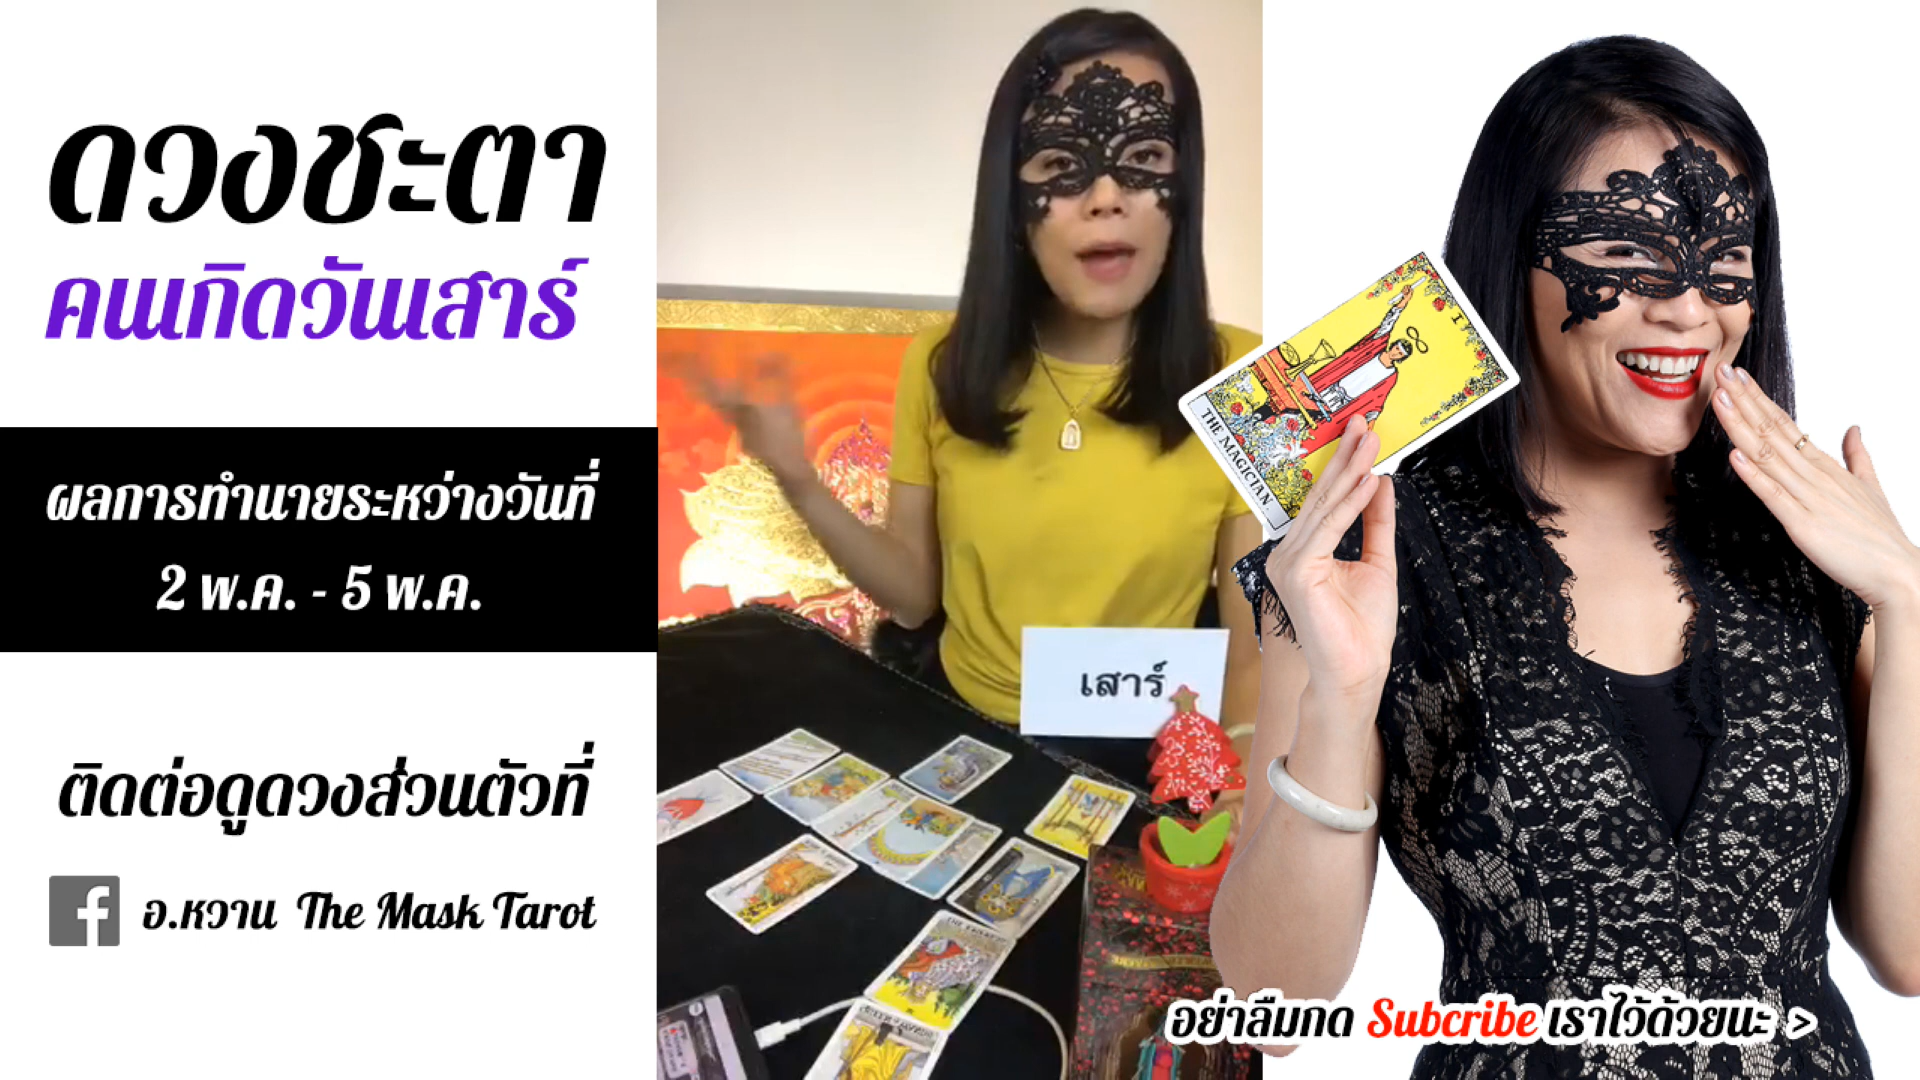 ดวงชะตา
คนเกิดวันเสาร์
ผลการทำนายระหว่างวันที่
2 พ.ค. - 5 พ.ค.
ติดต่อดูดวงส่วนตัวที่
f อ.หวาน The Mask Tarot
เสาร์
I
THE MAGICIAN.
THE EMPRESS
อย่าลืมกด Subcribe เราไว้ด้วยนะ >